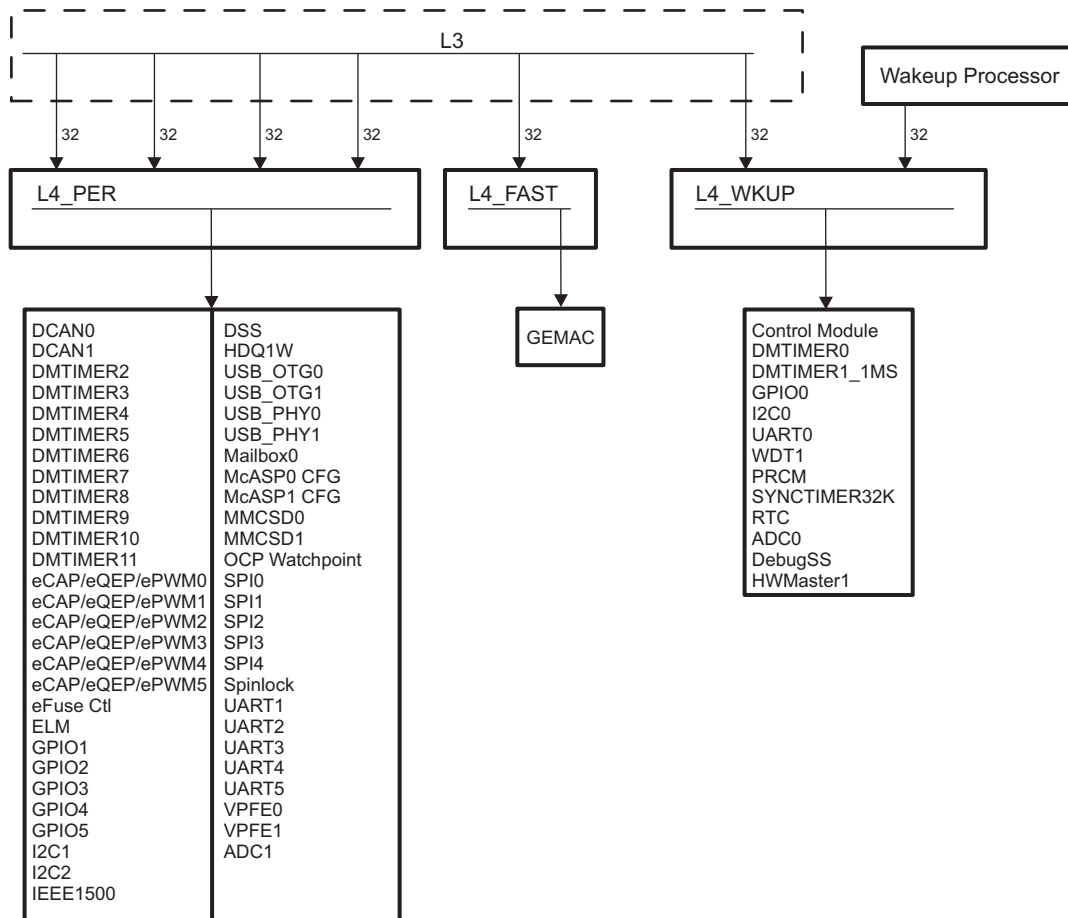 L3
Wakeup Processor
32
32
32
32
32
32
32
L4_PER
L4_FAST
L4_WKUP
DCAN0
DCAN1
DMTIMER2
DMTIMER3
DMTIMER4
DMTIMER5
DMTIMER6
DMTIMER7
DMTIMER8
DMTIMER9
DMTIMER10
DMTIMER11
eCAP/eQEP/ePWM0
eCAP/eQEP/ePWM1
eCAP/eQEP/ePWM2
eCAP/eQEP/ePWM3
eCAP/eQEP/ePWM4
eCAP/eQEP/ePWM5
eFuse Ctl
ELM
GPIO1
GPIO2
GPIO3
GPIO4
GPIO5
I2C1
I2C2
IEEE1500
DSS
HDQ1W
USB_OTG0
USB_OTG1
USB_PHY0
USB_PHY1
Mailbox0
McASP0 CFG
McASP1 CFG
MMCSD0
MMCSD1
OCP Watchpoint
SPI0
SPI1
SPI2
SPI3
SPI4
Spinlock
UART1
UART2
UART3
UART4
UART5
VPFE0
VPFE1
ADC1
GEMAC
Control Module
DMTIMER0
DMTIMER1_1MS
GPIO0
I2C0
UART0
WDT1
PRCM
SYNCTIMER32K
RTC
ADC0
DebugSS
HWMaster1